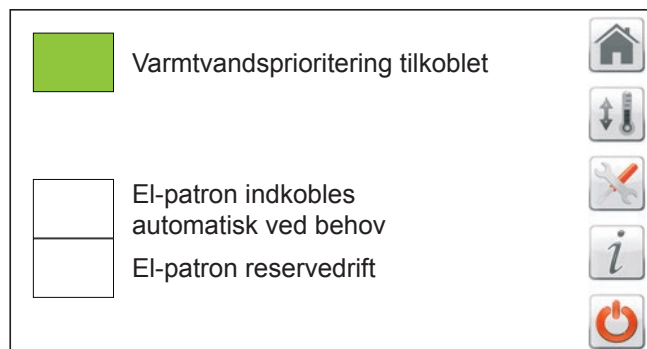 Varmtvandsprioritering tilkoblet
El-patron indkobles
automatisk ved behov
El-patron reservedrift
i